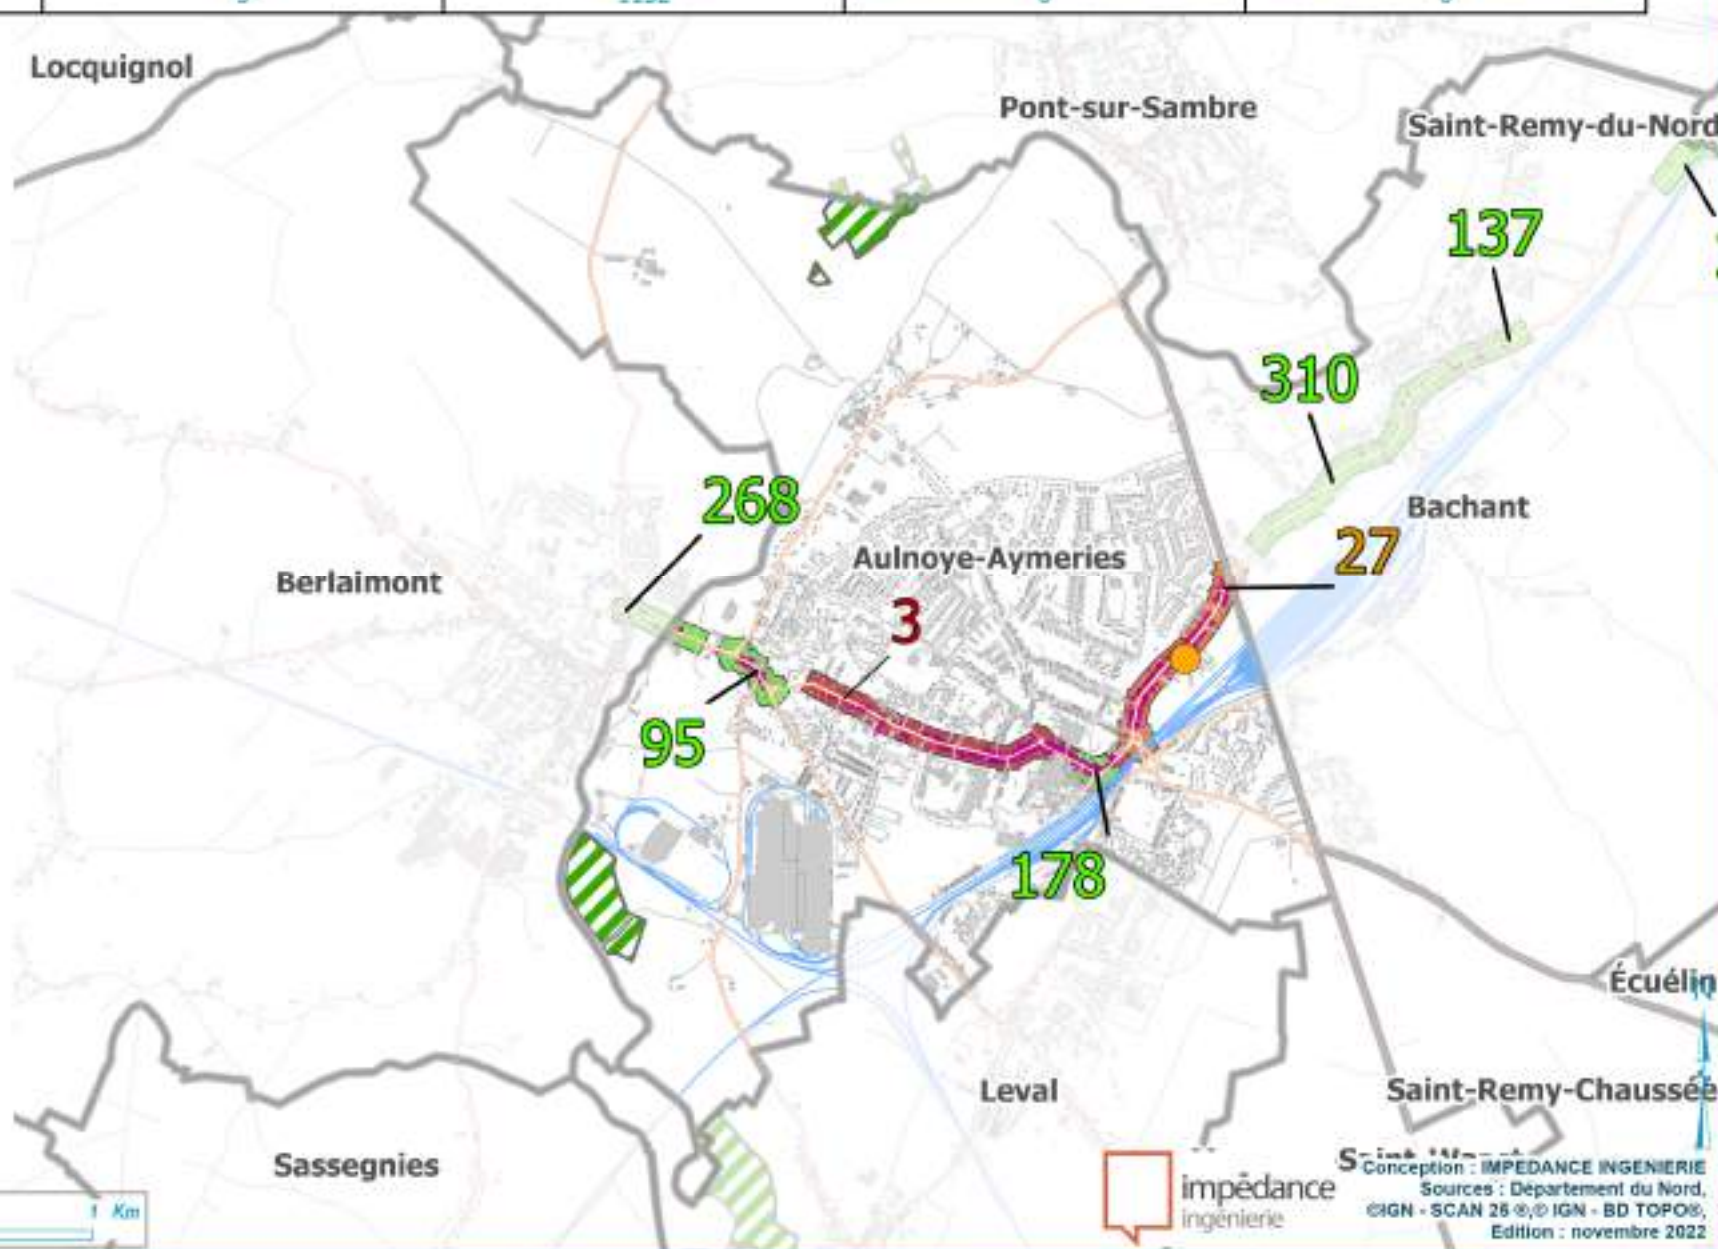 Locquignol
Pont-sur-Sambre
Saint-Remy-du-Nord
137
310
268
Bachant
27
Aulnoye-Aymeries
Berlaimont
3
95
178
Écuélin
N
Leval
Saint-Remy-Chaussée
Sassegnies
Conception : IMPEDANCE INGENIERIE
Sources : Département du Nord,
©IGN - SCAN 25 ®,© IGN - BD TOPO®,
Edition : novembre 2022
impédance
ingénierie
1 Km